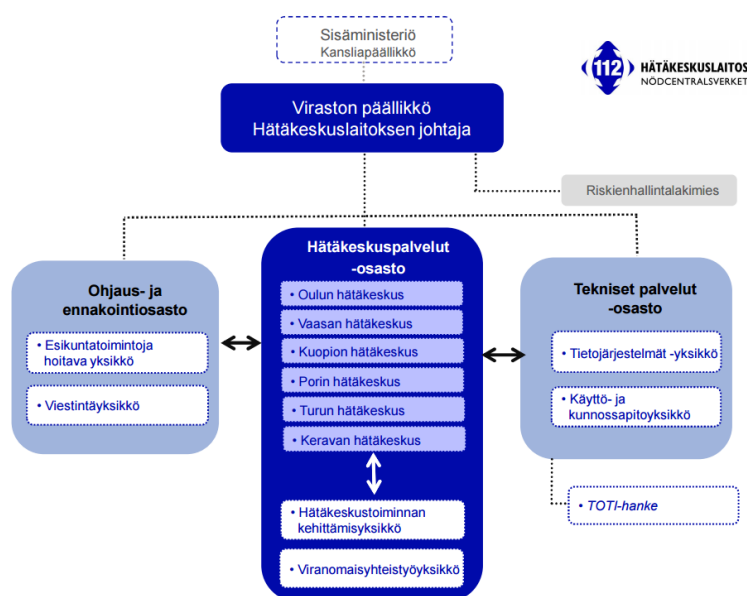 Sisäministeriö
Kansliapäällikkö
112
HÄTÄKESKUSLAITOS
NÖDCENTRALSVERKET
Viraston päällikkö
Hätäkeskuslaitoksen johtaja
Riskienhallintalakimies
Ohjaus- ja
ennakointiosasto
• Esikuntatoimintoja
hoitava yksikkö
• Viestintäyksikkö
Hätäkeskuspalvelut
-osasto
• Oulun hätäkeskus
• Vaasan hätäkeskus
• Kuopion hätäkeskus
• Porin hätäkeskus
• Turun hätäkeskus
• Keravan hätäkeskus
• Hätäkeskustoiminnan
kehittämisyksikkö
• Viranomaisyhteistyöyksikkö
Tekniset palvelut
-osasto
• Tietojärjestelmät -yksikkö
• Käyttö- ja
kunnossapitoyksikkö
• TOTI-hanke